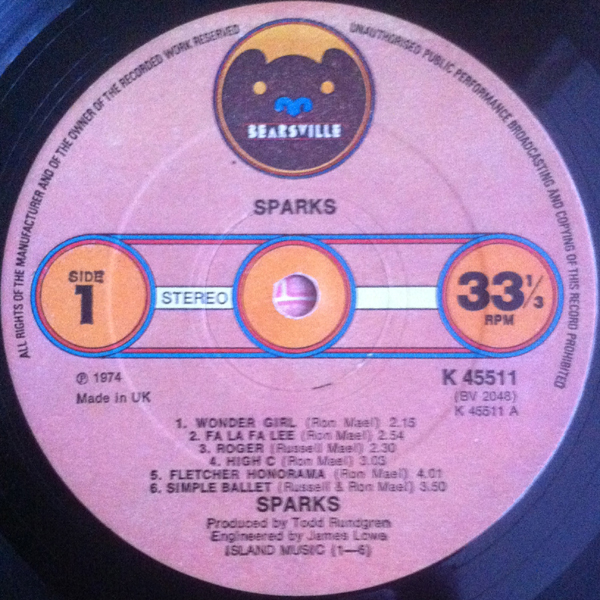 ALL RIGHTS OF THE MANUFACTURER AND OF THE OWNER OF THE RECORDED WORK RESERVED
UNAUTHORISED PUBLIC PERFORMANCE BROADCASTING AND COPYING OF THIS RECORD PROHIBITED
BEARSVILLE
SPARKS
SIDE
1
STEREO
33 1/3
RPM
℗ 1974
Made in UK
K 45511
(BV 2048)
K 45511 A
1. WONDER GIRL (Ron Mael) 2.15
2. FA LA FA LEE (Ron Mael) 2.54
3. ROGER (Russell Mael) 2.30
4. HIGH C (Ron Mael) 3.03
5. FLETCHER HONORAMA (Ron Mael) 4.01
6. SIMPLE BALLET (Russell & Ron Mael) 3.50
SPARKS
Produced by Todd Rundgren
Engineered by James Lowe
ISLAND MUSIC (1—6)